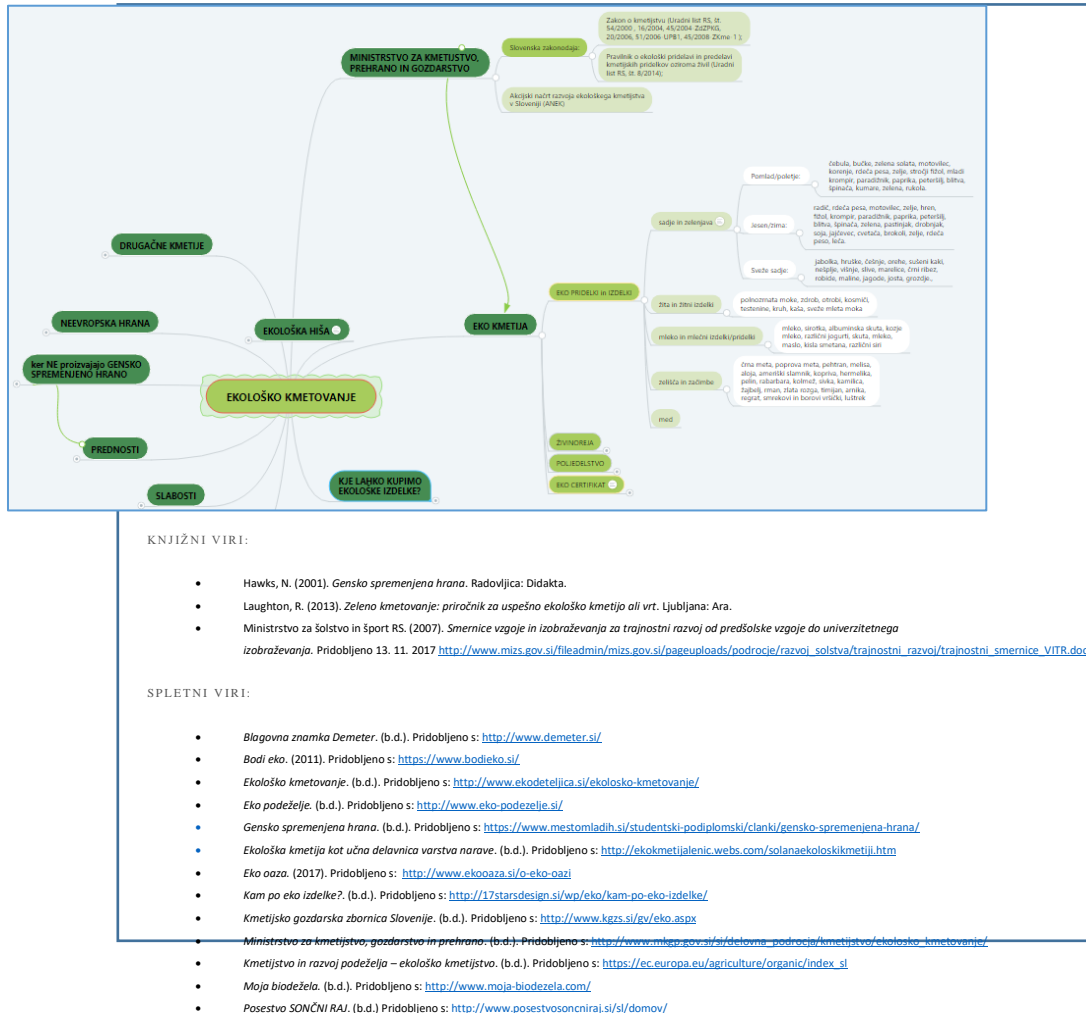 MINISTRSTVO ZA KMETIJSTVO,
PREHRANO IN GOZDARSTVO
Slovenska zakonodaja:
Zakon o kmetijstvu (Uradni list RS, št.
54/2000 , 16/2004, 45/2004 ZdZPKG,
20/2006, 51/2006 UPB1, 45/2008 ZKme 1 );
Pravilnik o ekološki pridelavi in predelavi
kmetijskih pridelkov oziroma živil (Uradni
list RS, št. 8/2014);
Akcijski načrt razvoja ekološkega kmetijstva
v Sloveniji (ANEK)
DRUGAČNE KMETIJE
NEEVROPSKA HRANA
ker NE proizvajajo GENSKO
SPREMENJENO HRANO
PREDNOSTI
SLABOSTI
EKOLOŠKA HIŠA
EKOLOŠKO KMETOVANJE
KJE LAHKO KUPIMO
EKOLOŠKE IZDELKE?
EKO KMETIJA
EKO PRIDELKI in IZDELKI
sadje in zelenjava
Pomlad/poletje:
čebula, bučke, zelena solata, motovilec,
korenje, rdeča pesa, zelje, stročji fižol, mladi
krompir, paradižnik, paprika, peteršilj, blitva,
špinača, kumare, zelena, rukola.
Jesen/zima:
radič, rdeča pesa, motovilec, zelje, hren,
fižol, krompir, paradižnik, paprika, peteršilj,
blitva, špinača, zelena, pastinjak, drobnjak,
soja, jajčevec, cvetača, brokoli, zelje, rdeča
peso, leča.
Sveže sadje:
jabolka, hruške, češnje, orehe, sušeni kaki,
nešplje, višnje, slive, marelice, črni ribez,
robide, maline, jagode, josta, grozdje.,
žita in žitni izdelki
polnozrnata moke, zdrob, otrobi, kosmiči,
testenine, kruh, kaša, sveže mleta moka
mleko in mlečni izdelki/pridelki
mleko, sirotka, albuminska skuta, kozje
mleko, različni jogurti, skuta, mleko,
maslo, kisla smetana, različni siri
zelišča in začimbe
črna meta, poprova meta, pehtran, melisa,
aloja, ameriški slamnik, kopriva, hermelika,
pelin, rabarbara, kolmež, sivka, kamilica,
žajbelj, rman, zlata rozga, timijan, arnika,
regrat, smrekovi in borovi vršički, luštrek
med
ŽIVINOREJA
POLJEDELSTVO
EKO CERTIFIKAT
KNJIŽNI VIRI:
• Hawks, N. (2001). Gensko spremenjena hrana. Radovljica: Didakta.
• Laughton, R. (2013). Zeleno kmetovanje: priročnik za uspešno ekološko kmetijo ali vrt. Ljubljana: Ara.
• Ministrstvo za šolstvo in šport RS. (2007). Smernice vzgoje in izobraževanja za trajnostni razvoj od predšolske vzgoje do univerzitetnega
izobraževanja. Pridobljeno 13. 11. 2017 http://www.mizs.gov.si/fileadmin/mizs.gov.si/pageuploads/podrocje/razvoj_solstva/trajnostni_razvoj/trajnostni_smernice_VITR.doc
SPLETNI VIRI:
• Blagovna znamka Demeter. (b.d.). Pridobljeno s: http://www.demeter.si/
• Bodi eko. (2011). Pridobljeno s: https://www.bodieko.si/
• Ekološko kmetovanje. (b.d.). Pridobljeno s: http://www.ekodeteljica.si/ekolosko-kmetovanje/
• Eko podeželje. (b.d.). Pridobljeno s: http://www.eko-podezelje.si/
• Gensko spremenjena hrana. (b.d.). Pridobljeno s: https://www.mestomladih.si/studentski-podiplomski/clanki/gensko-spremenjena-hrana/
• Ekološka kmetija kot učna delavnica varstva narave. (b.d.). Pridobljeno s: http://ekokmetijalenic.webs.com/solanaekoloskikmetiji.htm
• Eko oaza. (2017). Pridobljeno s: http://www.ekooaza.si/o-eko-oazi
• Kam po eko izdelke?. (b.d.). Pridobljeno s: http://17starsdesign.si/wp/eko/kam-po-eko-izdelke/
• Kmetijsko gozdarska zbornica Slovenije. (b.d.). Pridobljeno s: http://www.kgzs.si/gv/eko.aspx
• Ministrstvo za kmetijstvo, gozdarstvo in prehrano. (b.d.). Pridobljeno s: http://www.mkgp.gov.si/si/delovna_podrocja/kmetijstvo/ekolosko_kmetovanje/
• Kmetijstvo in razvoj podeželja – ekološko kmetijstvo. (b.d.). Pridobljeno s: https://ec.europa.eu/agriculture/organic/index_sl
• Moja biodežela. (b.d.). Pridobljeno s: http://www.moja-biodezela.com/
• Posestvo SONČNI RAJ. (b.d.) Pridobljeno s: http://www.posestvosoncniraj.si/sl/domov/